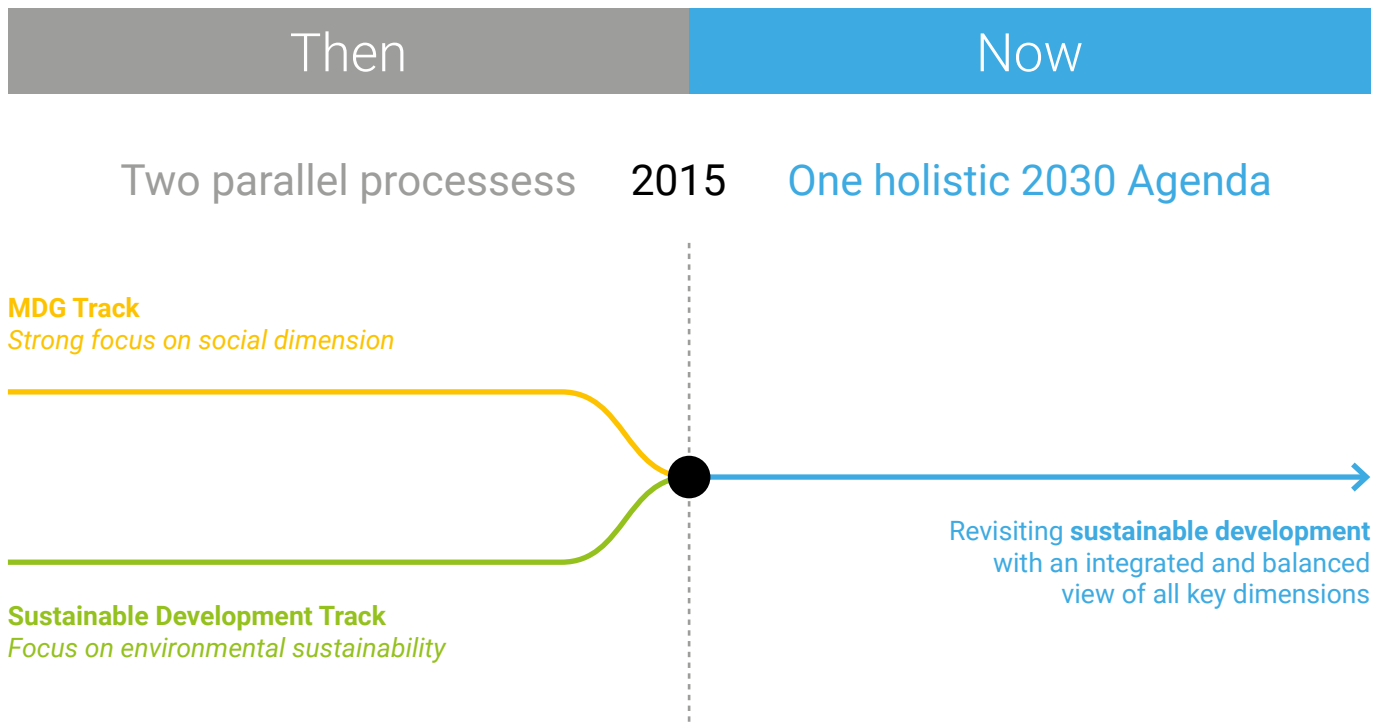 Then
Now
Two parallel processess
2015
One holistic 2030 Agenda
MDG Track
Strong focus on social dimension
Sustainable Development Track
Focus on environmental sustainability
Revisiting sustainable development
with an integrated and balanced
view of all key dimensions